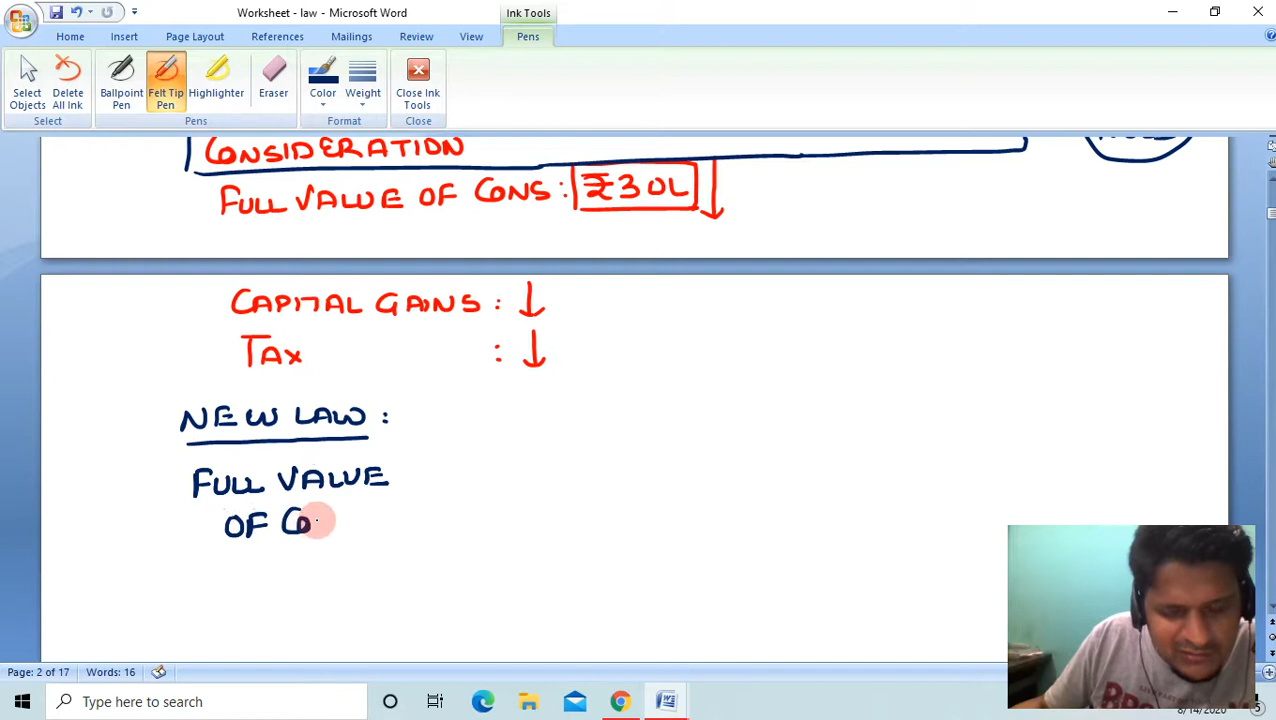 Worksheet - law - Microsoft Word
Ink Tools
Home Insert Page Layout References Mailings Review View Pens
Select Objects
Delete All Ink
Ballpoint Pen
Felt Tip Pen
Highlighter
Eraser
Color
Weight
Close Ink Tools
Select Pens Format Close
CONSIDERATION
FULL VALUE OF CONS : ₹30L ↓
CAPITAL GAINS : ↓
TAX : ↓
NEW LAW :
FULL VALUE
OF CO
Page: 2 of 17 Words: 16
Type here to search
8/14/2020